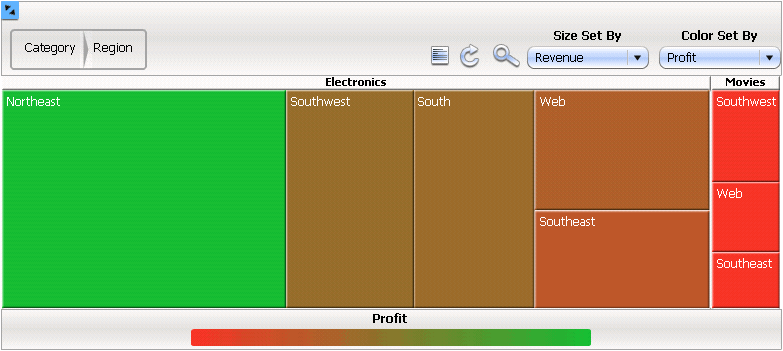 Size Set By
Color Set By
Category
Region
Revenue
Profit
Electronics
Movies
Northeast
Southwest
South
Web
Southwest
Web
Southeast
Southeast
Profit